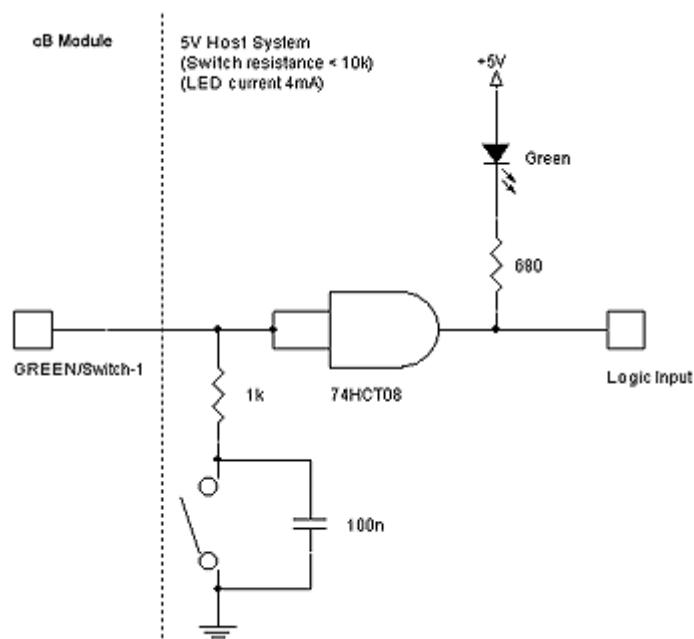 cB Module
5V Host System
(Switch resistance < 10k)
(LED current 4mA)
+5V
Green
680
GREEN/Switch-1
1k
74HCT08
Logic Input
100n